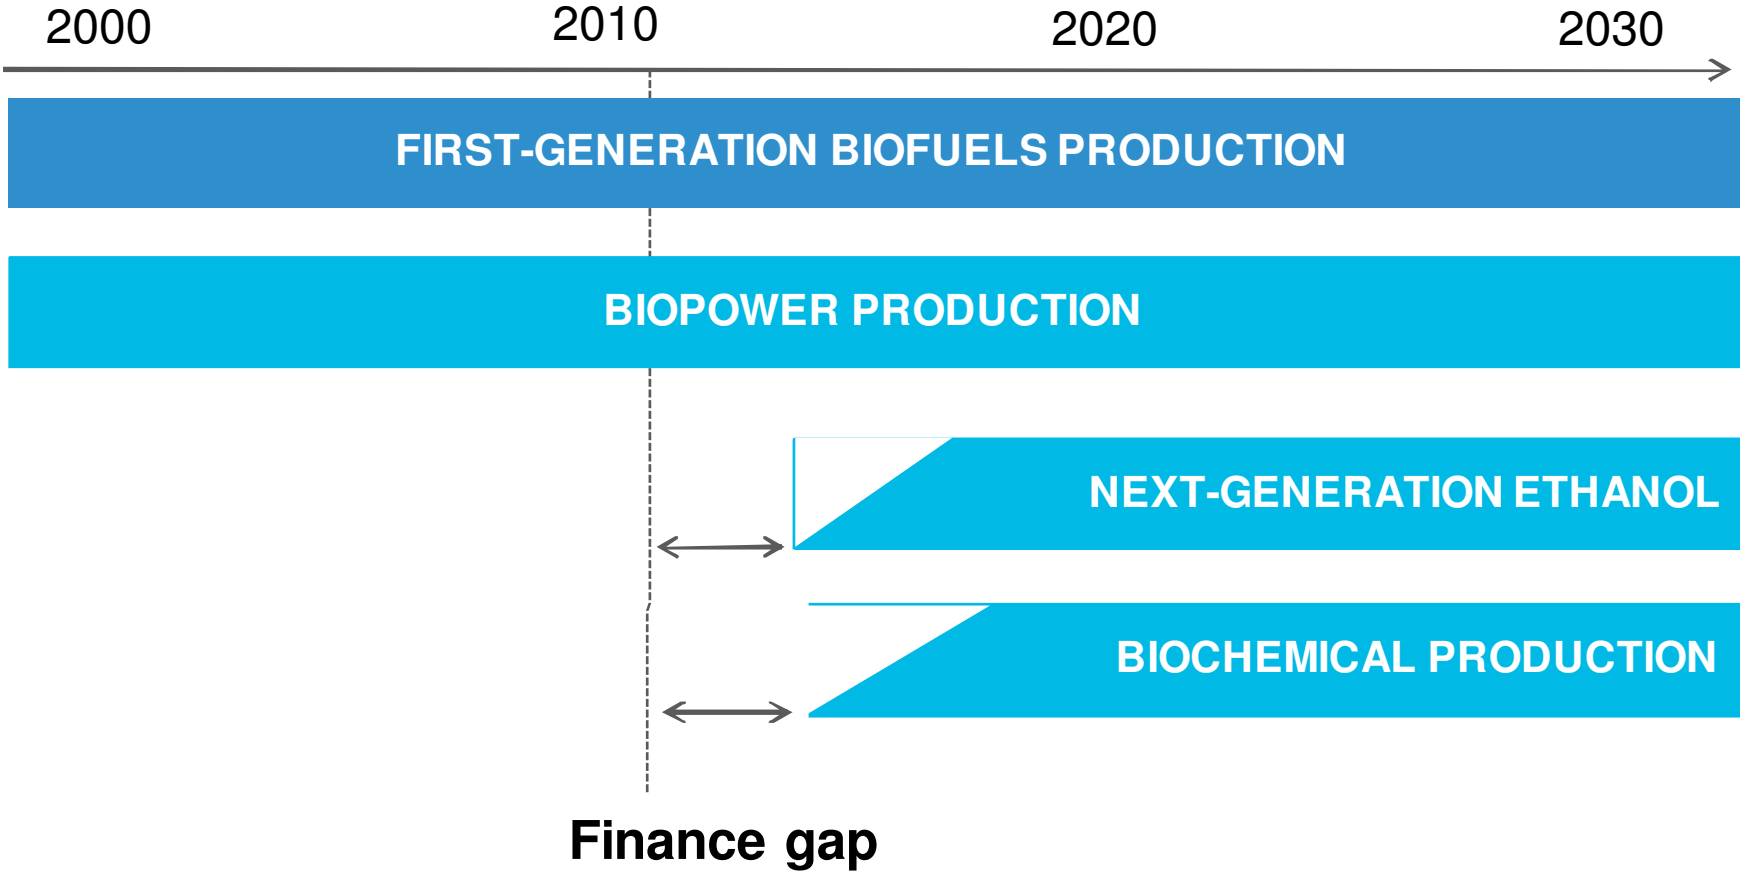 2000 2010 2020 2030
FIRST-GENERATION BIOFUELS PRODUCTION
BIOPOWER PRODUCTION
NEXT-GENERATION ETHANOL
BIOCHEMICAL PRODUCTION
Finance gap